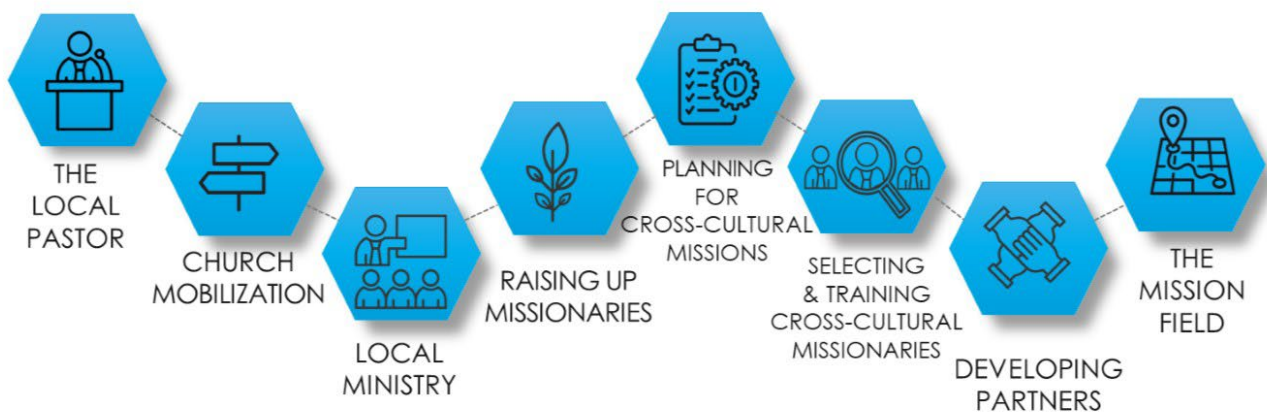 THE
LOCAL
PASTOR
CHURCH
MOBILIZATION
LOCAL
MINISTRY
RAISING UP
MISSIONARIES
PLANNING
FOR
CROSS-CULTURAL
MISSIONS
SELECTING
& TRAINING
CROSS-CULTURAL
MISSIONARIES
DEVELOPING
PARTNERS
THE
MISSION
FIELD